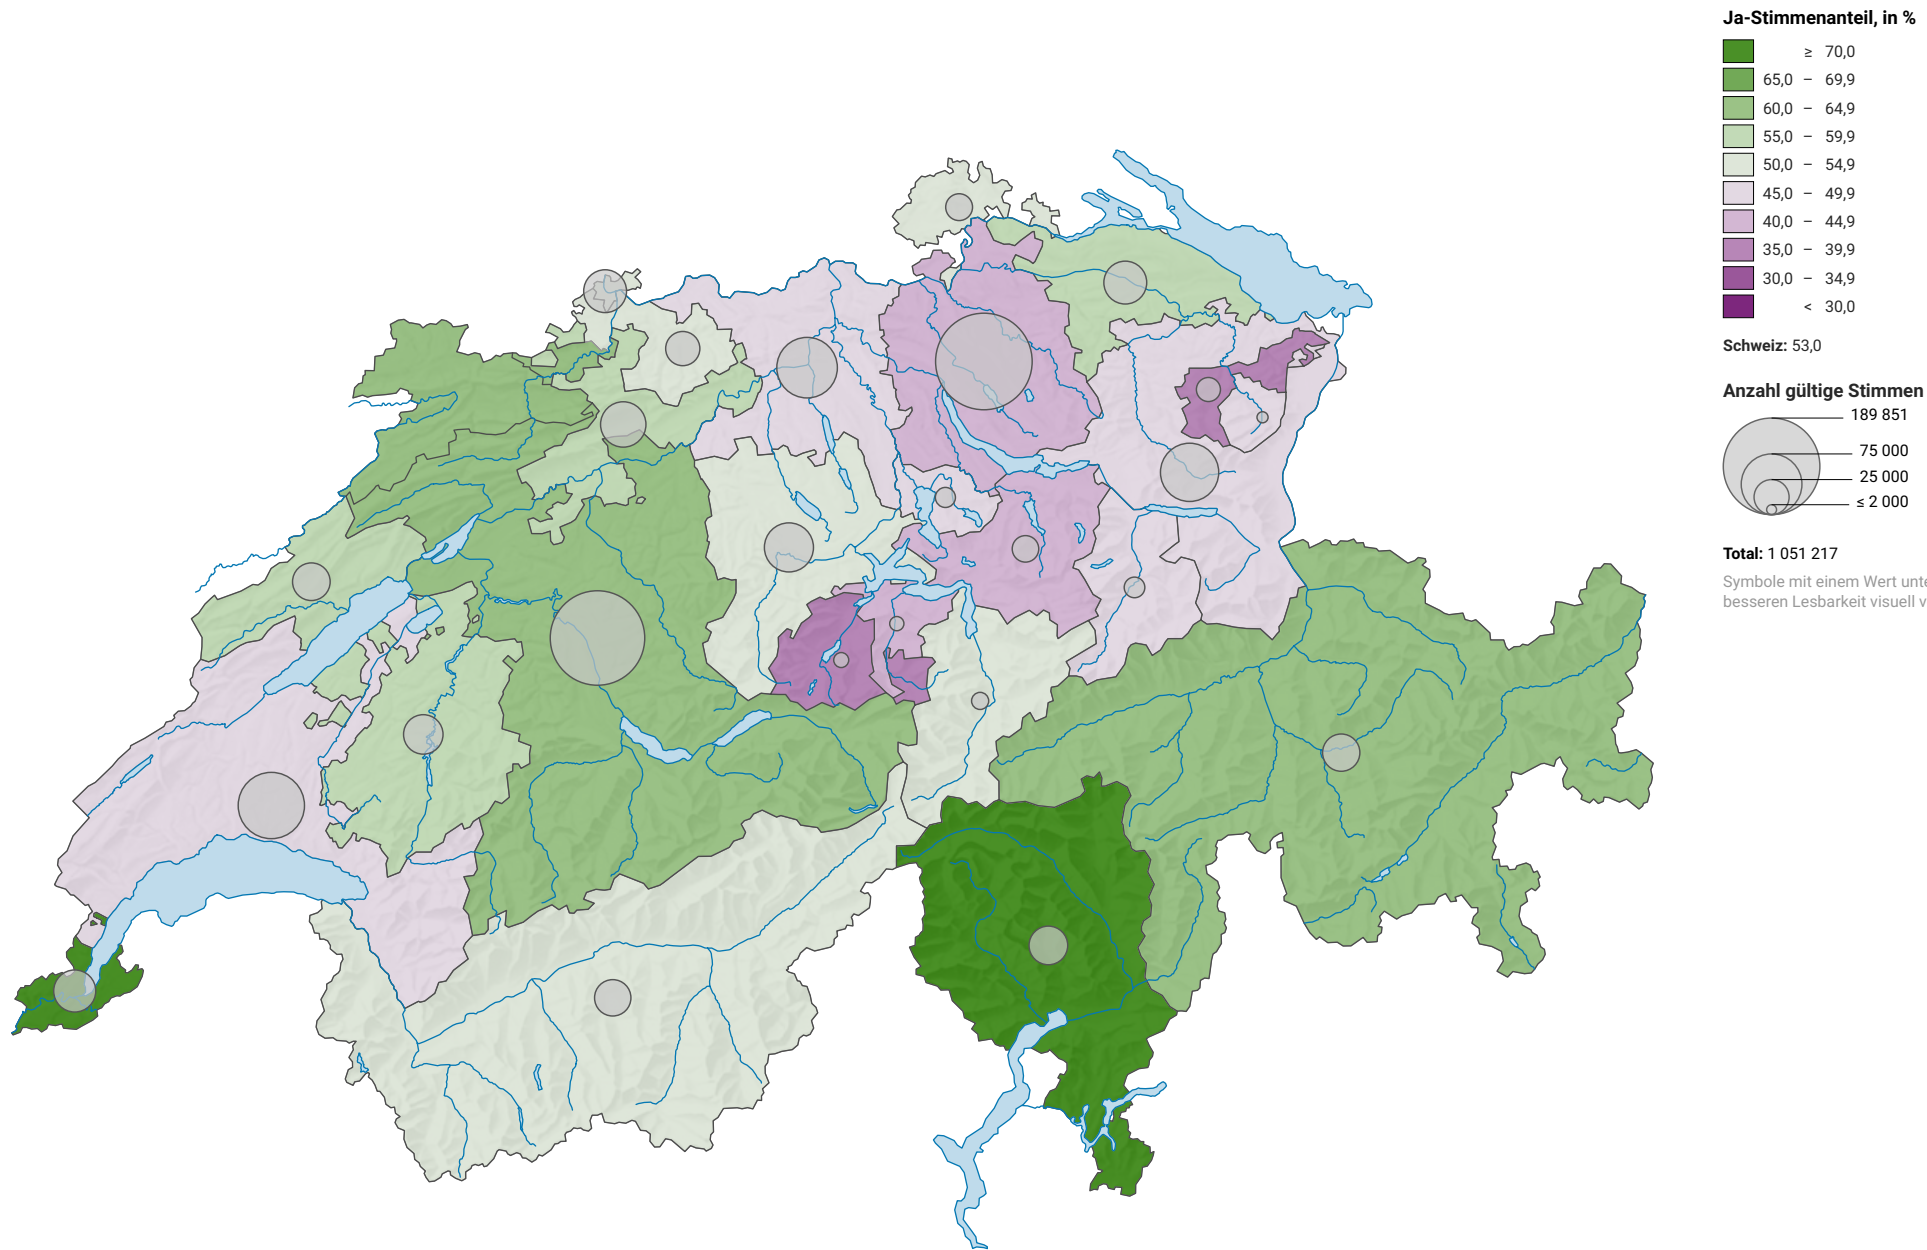 Ja-Stimmenanteil, in %
≥ 70,0
65,0 – 69,9
60,0 – 64,9
55,0 – 59,9
50,0 – 54,9
45,0 – 49,9
40,0 – 44,9
35,0 – 39,9
30,0 – 34,9
< 30,0
Schweiz: 53,0
Anzahl gültige Stimmen
189 851
75 000
25 000
≤ 2 000
Total: 1 051 217
Symbole mit einem Wert unte
besseren Lesbarkeit visuell v